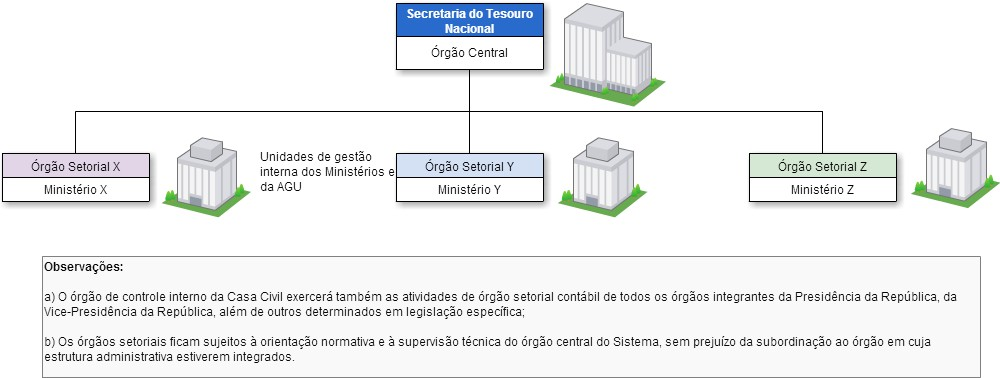 Secretaria do Tesouro
Nacional
Órgão Central
Órgão Setorial X
Ministério X
Unidades de gestão
interna dos Ministérios e
da AGU
Órgão Setorial Y
Ministério Y
Órgão Setorial Z
Ministério Z
Observações:
a) O órgão de controle interno da Casa Civil exercerá também as atividades de órgão setorial contábil de todos os órgãos integrantes da Presidência da República, da
Vice-Presidência da República, além de outros determinados em legislação específica;
b) Os órgãos setoriais ficam sujeitos à orientação normativa e à supervisão técnica do órgão central do Sistema, sem prejuízo da subordinação ao órgão em cuja
estrutura administrativa estiverem integrados.